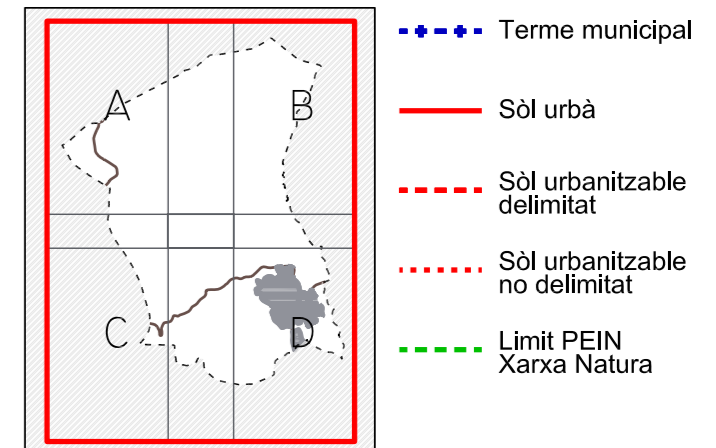 A
B
C
D
Terme municipal
Sòl urbà
Sòl urbanitzable
delimitat
Sòl urbanitzable
no delimitat
Limit PEIN
Xarxa Natura